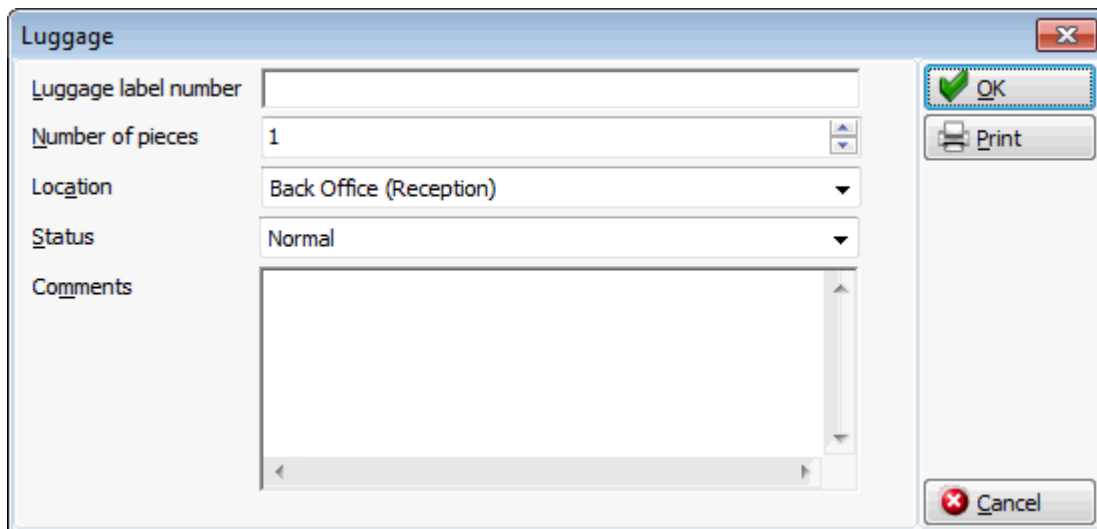 Luggage
Luggage label number
OK
Number of pieces 1
Print
Location Back Office (Reception)
Status Normal
Comments
Cancel